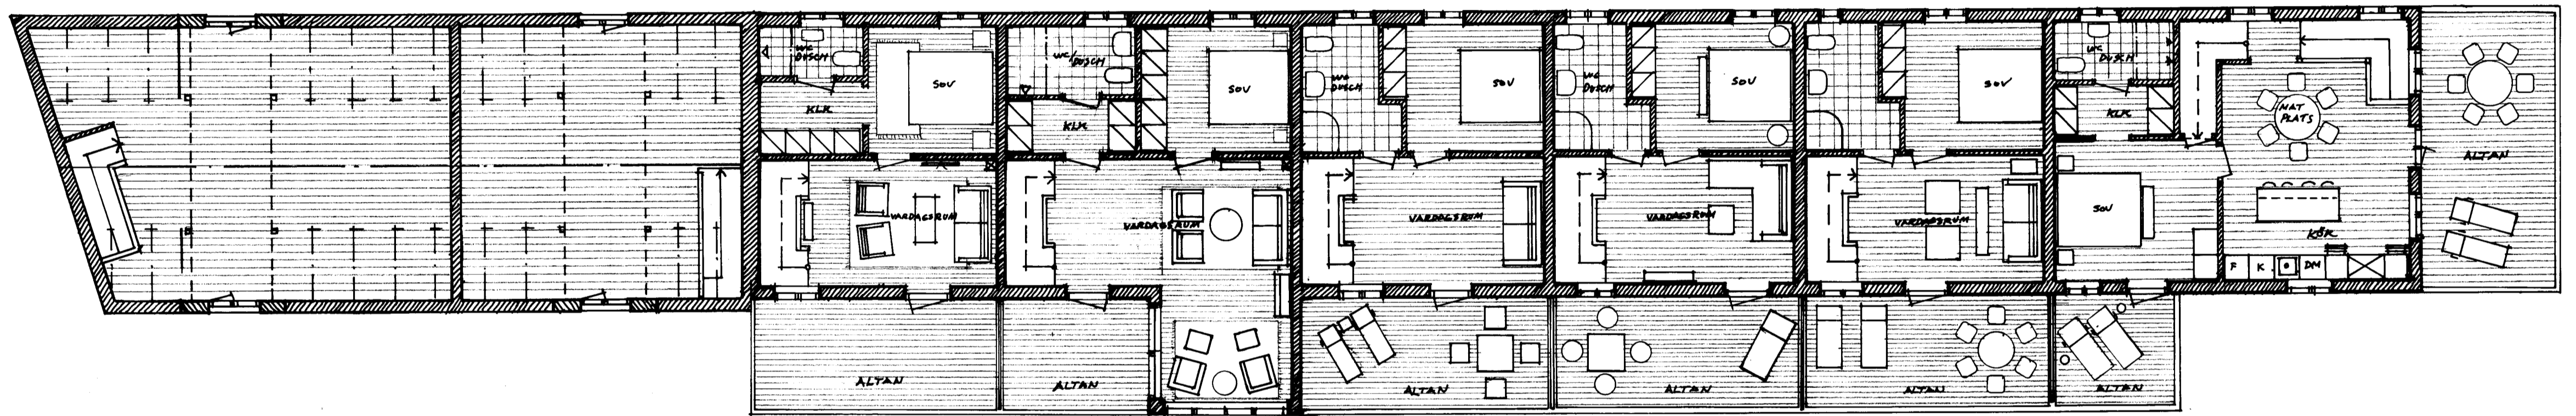 WC
DUSCH
KLK
SOV
VARDAGSRUM
ALTAN
WC/DUSCH
KLK
SOV
VARDAGSRUM
ALTAN
WC
DUSCH
SOV
VARDAGSRUM
ALTAN
WC
DUSCH
SOV
VARDAGSRUM
ALTAN
SOV
VARDAGSRUM
ALTAN
WC
DUSCH
KLK
SOV
ALTAN
MAT
PLATS
KÖK
F K DM
ALTAN